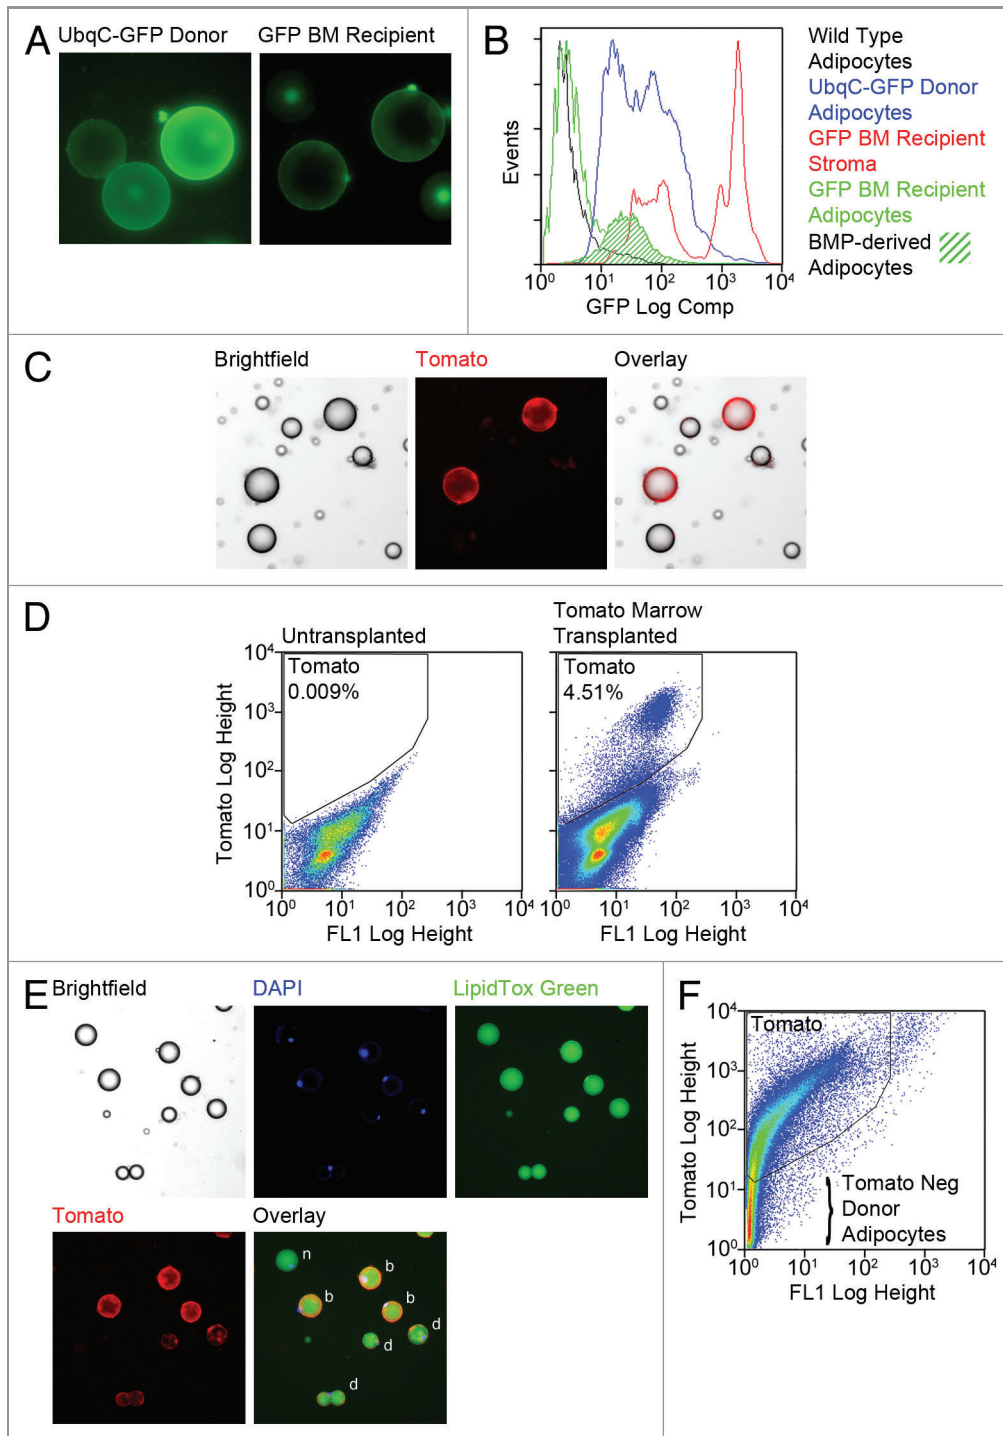 A
UbqC-GFP Donor
GFP BM Recipient
B
Events
10⁰ 10¹ 10² 10³ 10⁴
GFP Log Comp
Wild Type
Adipocytes
UbqC-GFP Donor
Adipocytes
GFP BM Recipient
Stroma
GFP BM Recipient
Adipocytes
BMP-derived
Adipocytes
C
Brightfield
Tomato
Overlay
D
Untransplanted
Tomato
0.009%
Tomato Log Height
10⁴
10³
10²
10¹
10⁰
10⁰ 10¹ 10² 10³ 10⁴
FL1 Log Height
Tomato Marrow
Transplanted
Tomato
4.51%
10⁰ 10¹ 10² 10³ 10⁴
FL1 Log Height
E
Brightfield
DAPI
LipidTox Green
Tomato
Overlay
n
b
b
b
d
d
d
F
Tomato
Tomato Log Height
10⁴
10³
10²
10¹
10⁰
Tomato Neg
Donor
Adipocytes
10⁰ 10¹ 10² 10³ 10⁴
FL1 Log Height